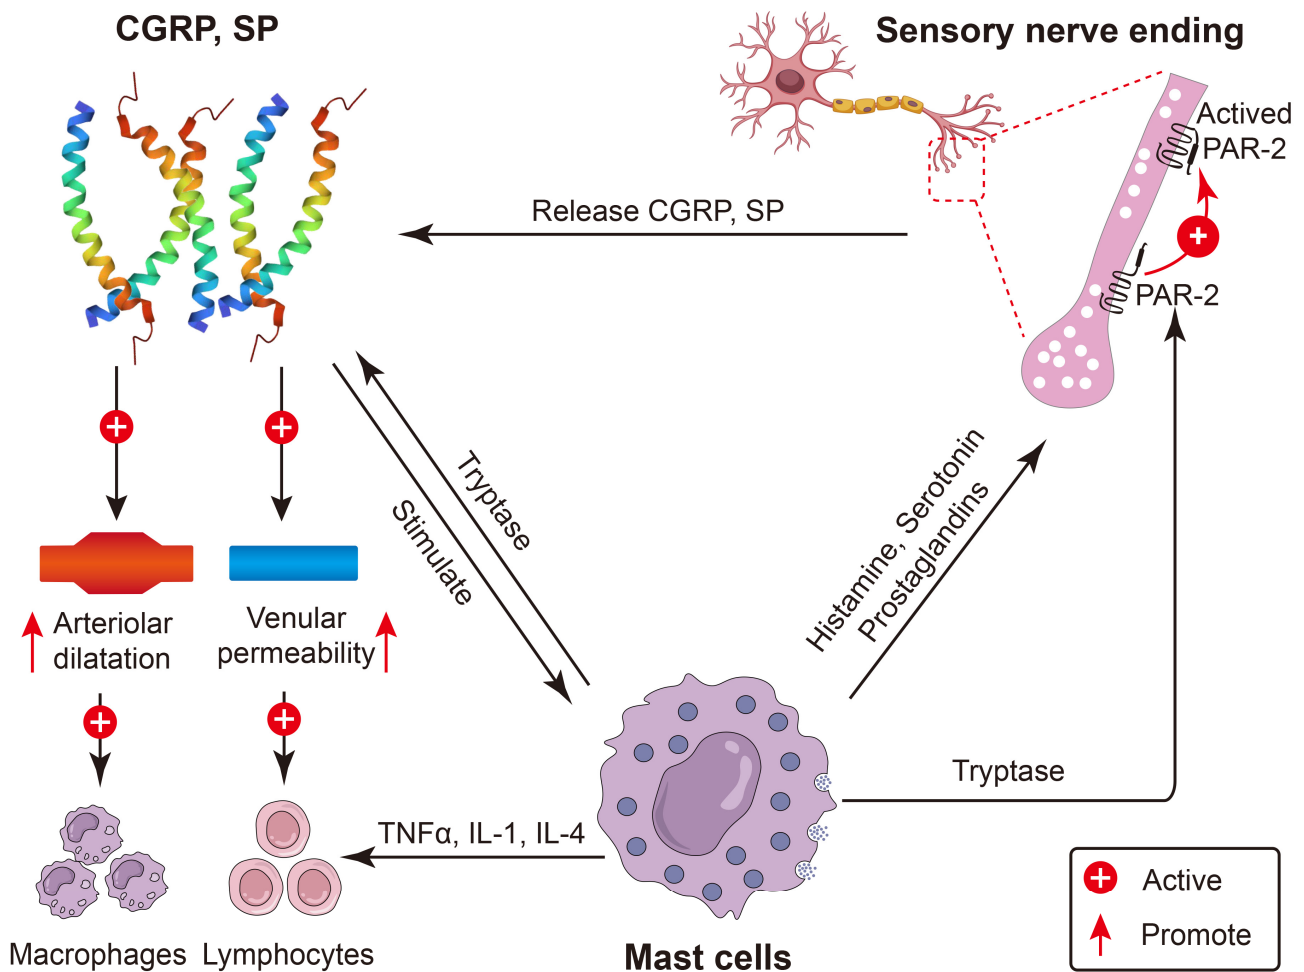 CGRP, SP
Sensory nerve ending
Actived
PAR-2
Release CGRP, SP
PAR-2
Tryptase
Stimulate
Histamine, Serotonin
Prostaglandins
Arteriolar
dilatation
Venular
permeability
Tryptase
TNFα, IL-1, IL-4
Active
Promote
Macrophages
Lymphocytes
Mast cells